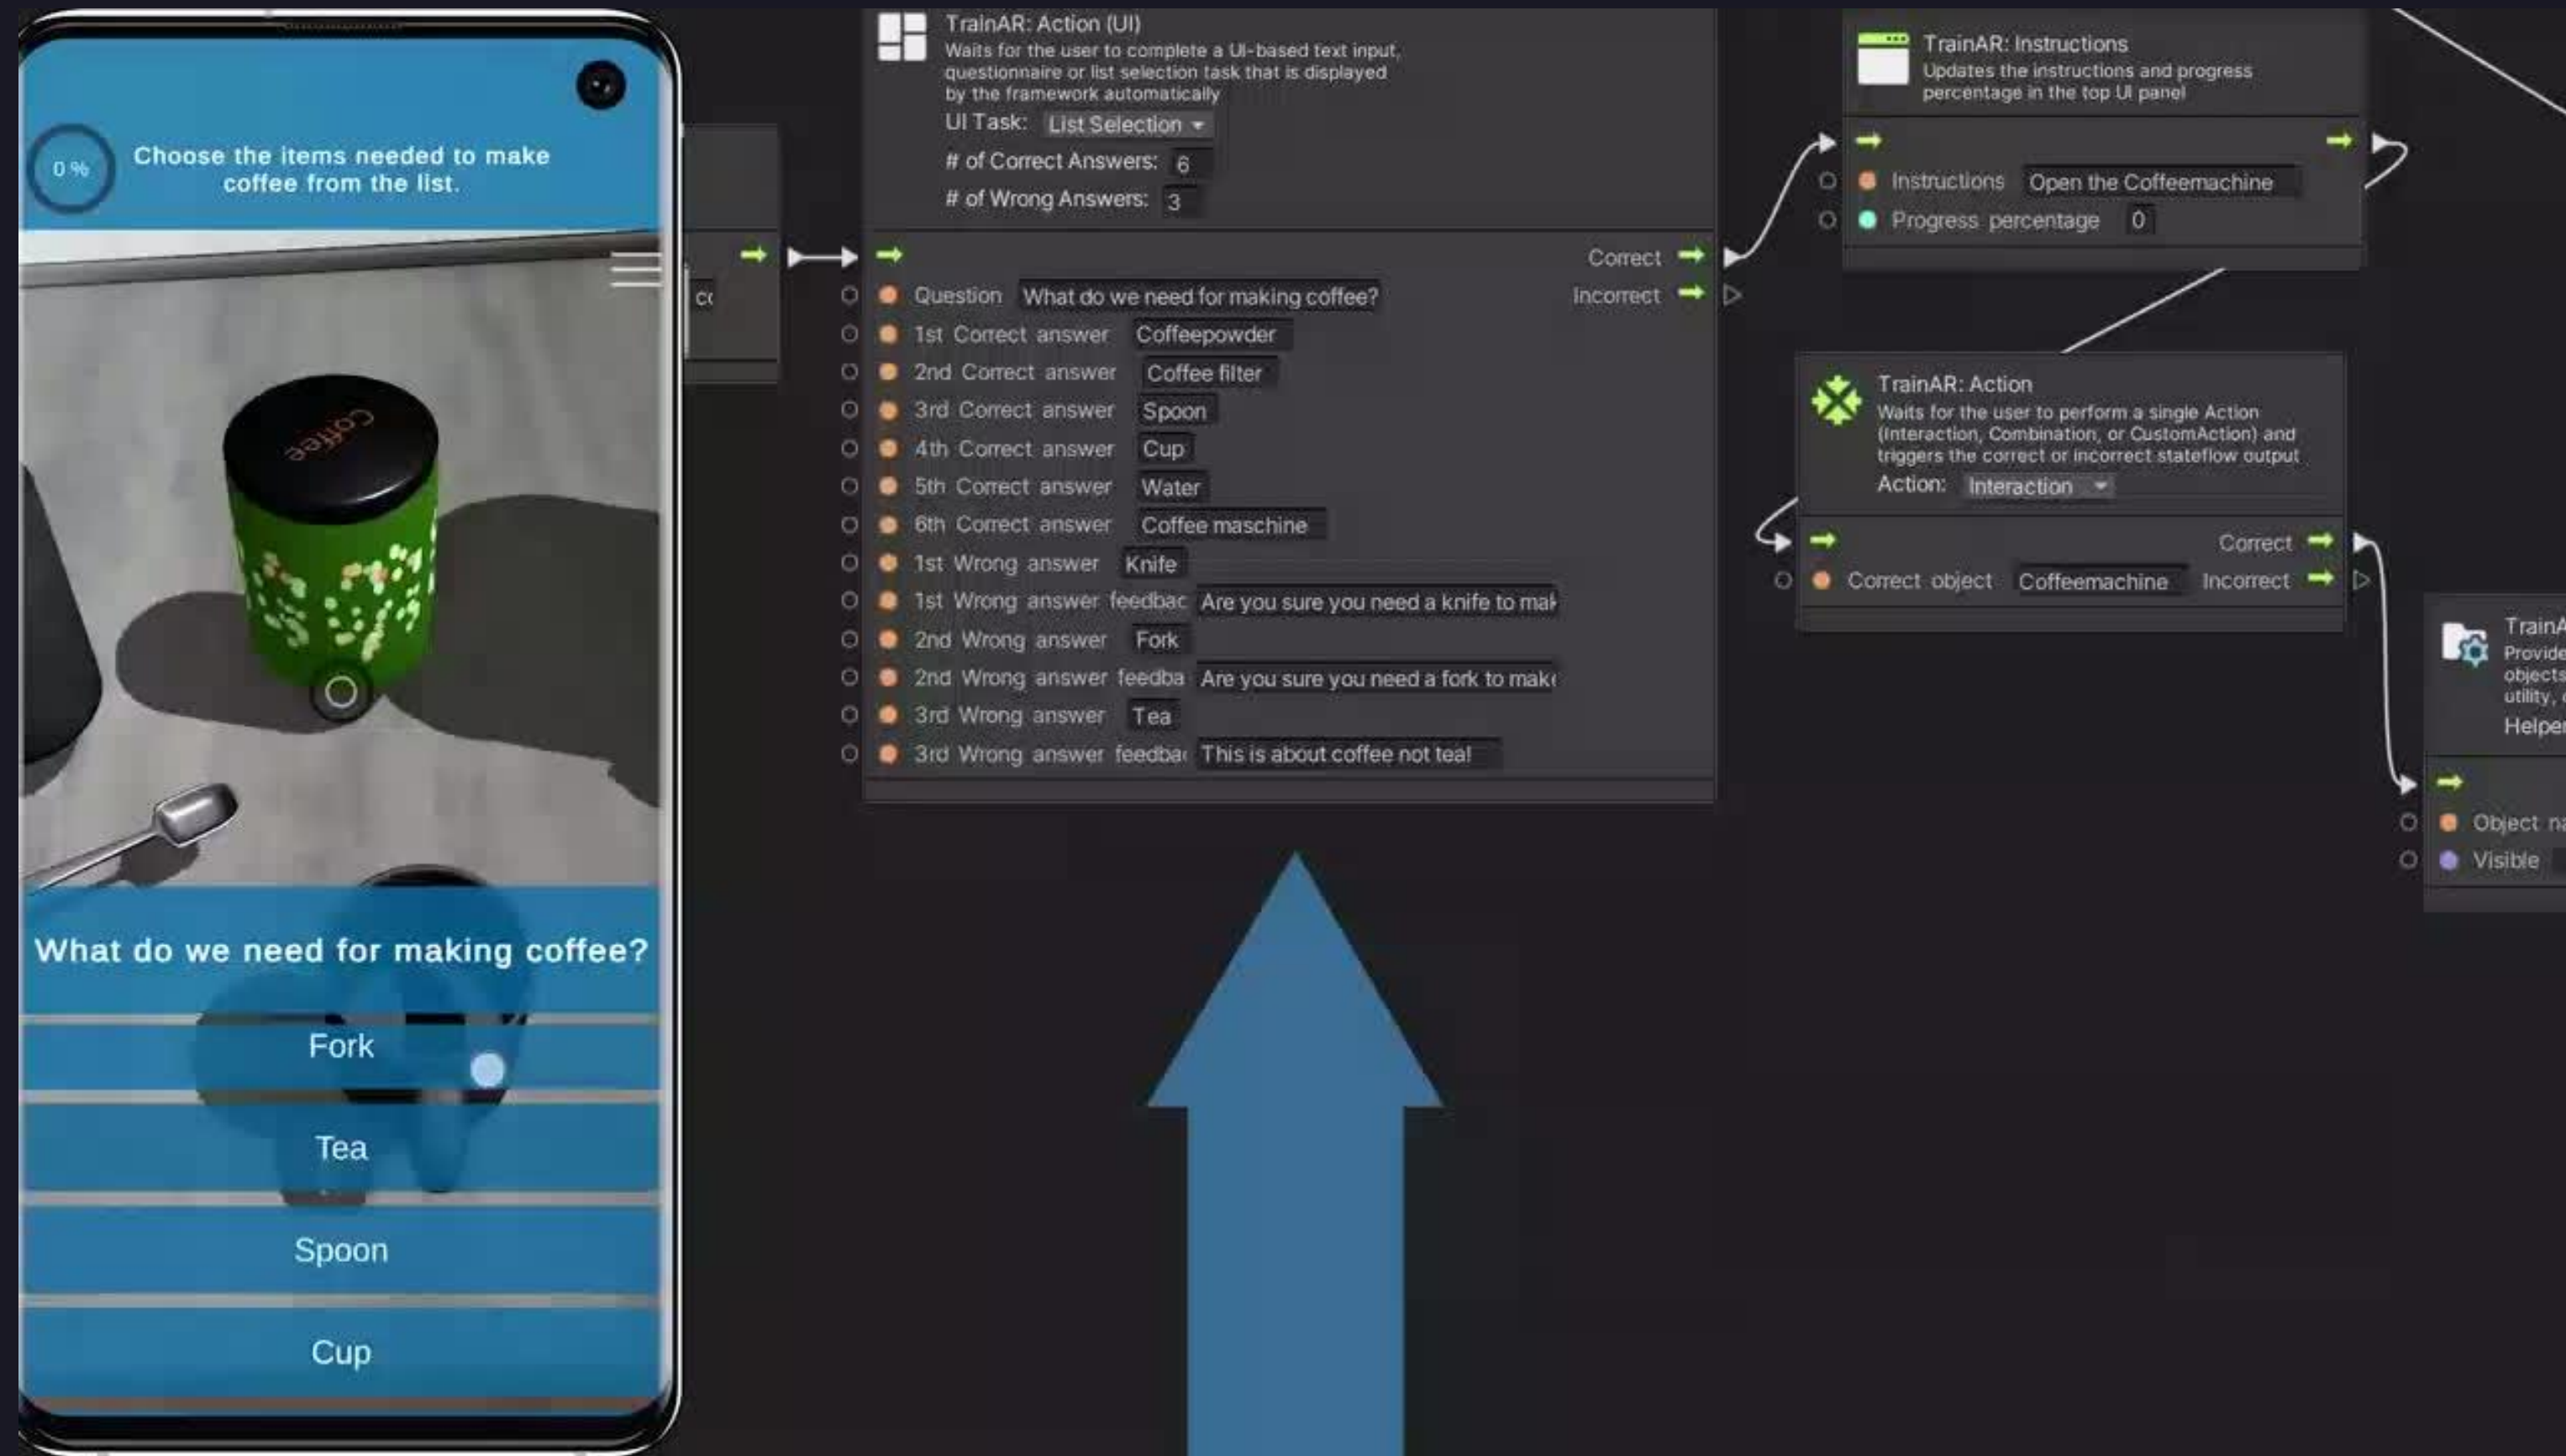 0 %
Choose the items needed to make
coffee from the list.
Coffee
What do we need for making coffee?
Fork
Tea
Spoon
Cup
TrainAR: Action (UI)
Waits for the user to complete a UI-based text input,
questionnaire or list selection task that is displayed
by the framework automatically
UI Task: List Selection
# of Correct Answers: 6
# of Wrong Answers: 3
Correct
Incorrect
Question What do we need for making coffee?
1st Correct answer Coffeepowder
2nd Correct answer Coffee filter
3rd Correct answer Spoon
4th Correct answer Cup
5th Correct answer Water
6th Correct answer Coffee maschine
1st Wrong answer Knife
1st Wrong answer feedbac Are you sure you need a knife to mak
2nd Wrong answer Fork
2nd Wrong answer feedba Are you sure you need a fork to make
3rd Wrong answer Tea
3rd Wrong answer feedbac This is about coffee not tea!
TrainAR: Instructions
Updates the instructions and progress
percentage in the top UI panel
Instructions Open the Coffeemachine
Progress percentage 0
TrainAR: Action
Waits for the user to perform a single Action
(Interaction, Combination, or CustomAction) and
triggers the correct or incorrect stateflow output
Action: Interaction
Correct
Correct object Coffeemachine Incorrect
TrainA
Provide
objects
utility,
Helper
Object na
Visible